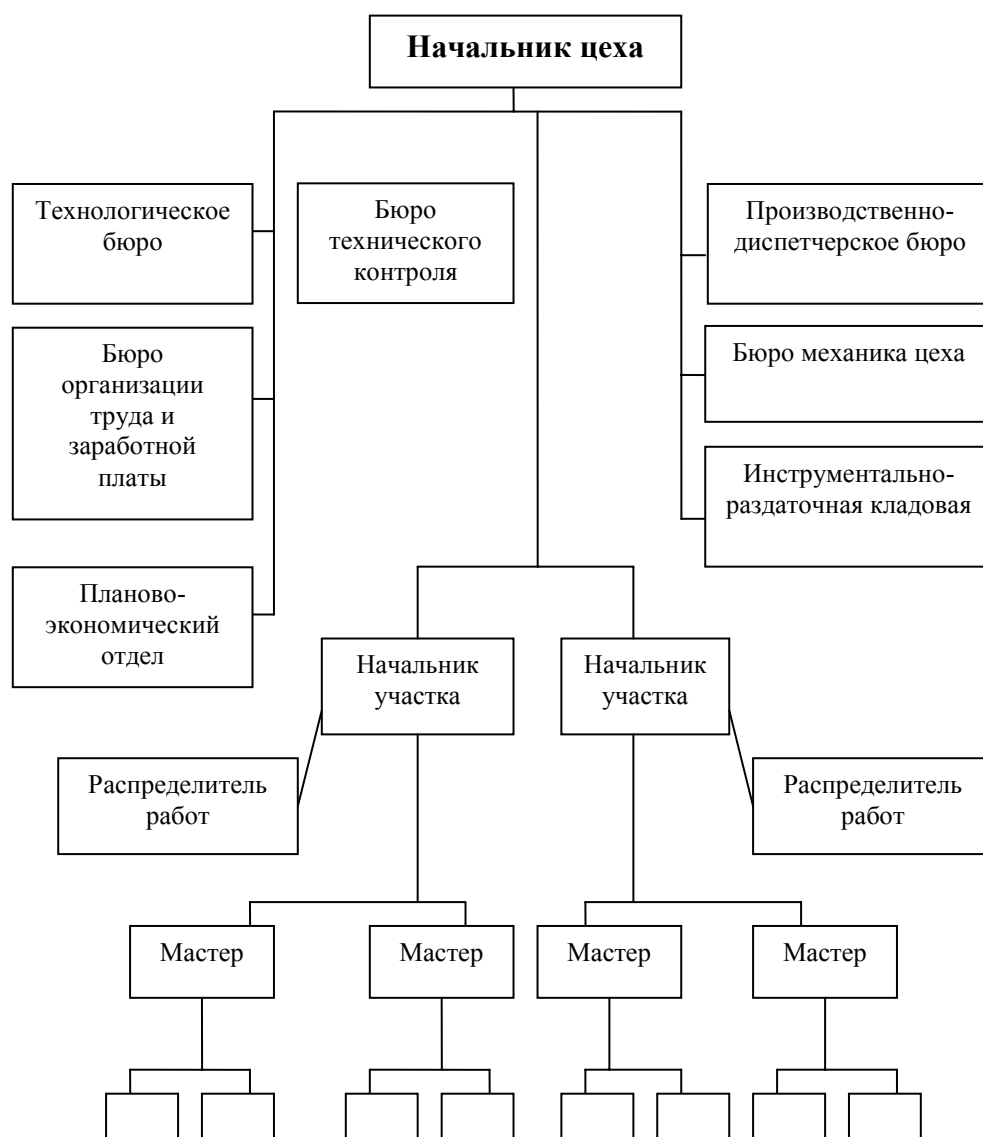 Начальник цеха
Технологическое
бюро
Бюро
технического
контроля
Производственно-
диспетчерское бюро
Бюро
организации
труда и
заработной
платы
Бюро механика цеха
Инструментально-
раздаточная кладовая
Планово-
экономический
отдел
Начальник
участка
Начальник
участка
Распределитель
работ
Распределитель
работ
Мастер
Мастер
Мастер
Мастер